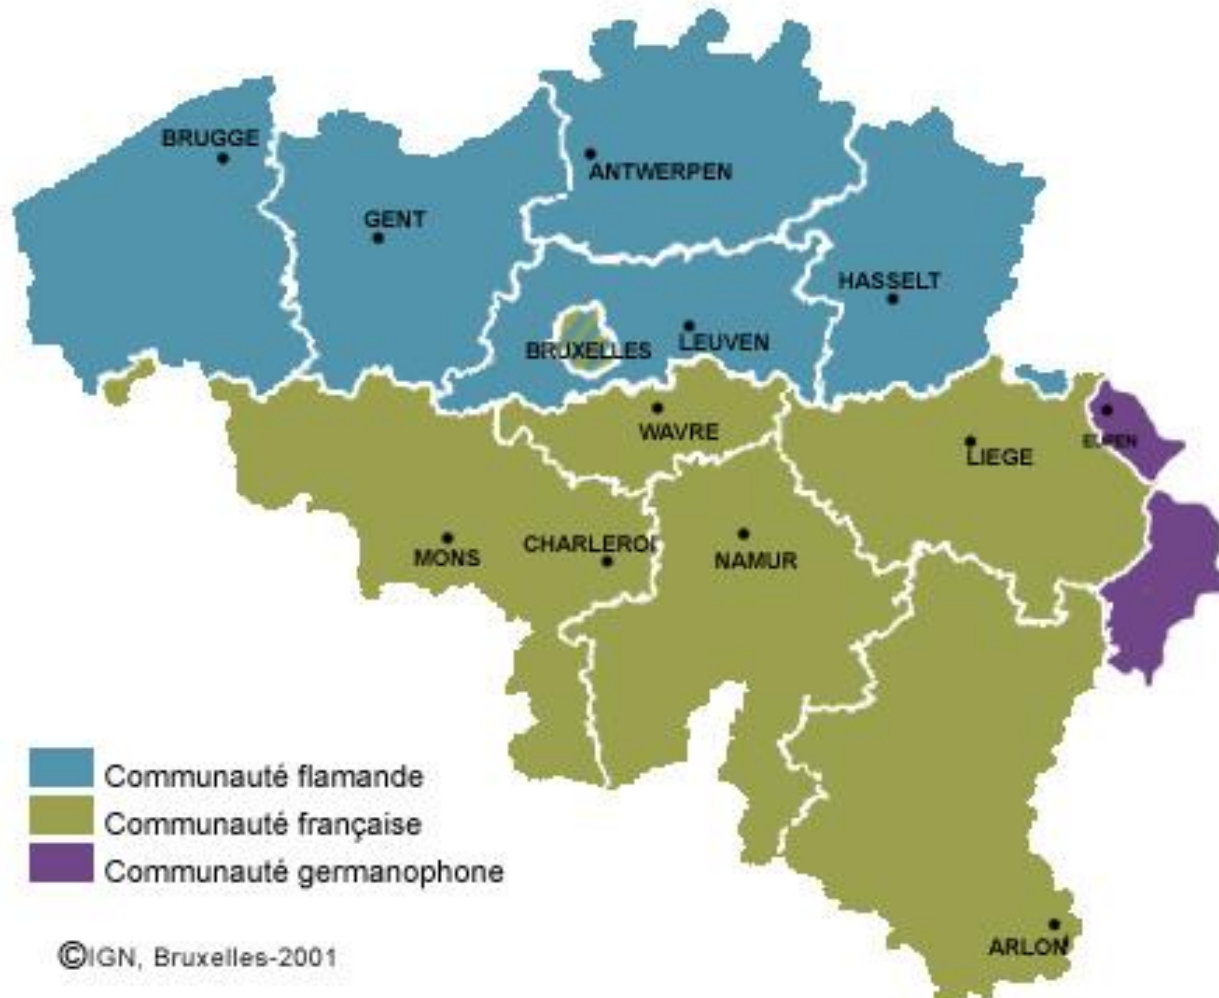 BRUGGE
ANTWERPEN
GENT
HASSELT
BRUXELLES
LEUVEN
WAVRE
EUPEN
LIEGE
CHARLEROI
MONS
NAMUR
Communauté flamande
Communauté française
Communauté germanophone
ARLON
©IGN, Bruxelles-2001